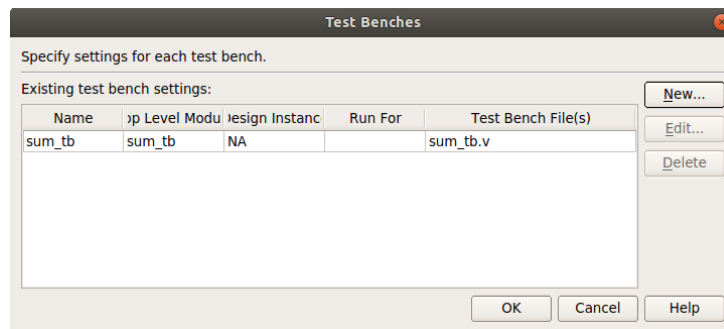 Test Benches
Specify settings for each test bench.
Existing test bench settings:
New...
Name op Level Modu Design Instanc Run For Test Bench File(s)
Edit...
sum_tb sum_tb NA sum_tb.v
Delete
OK Cancel Help